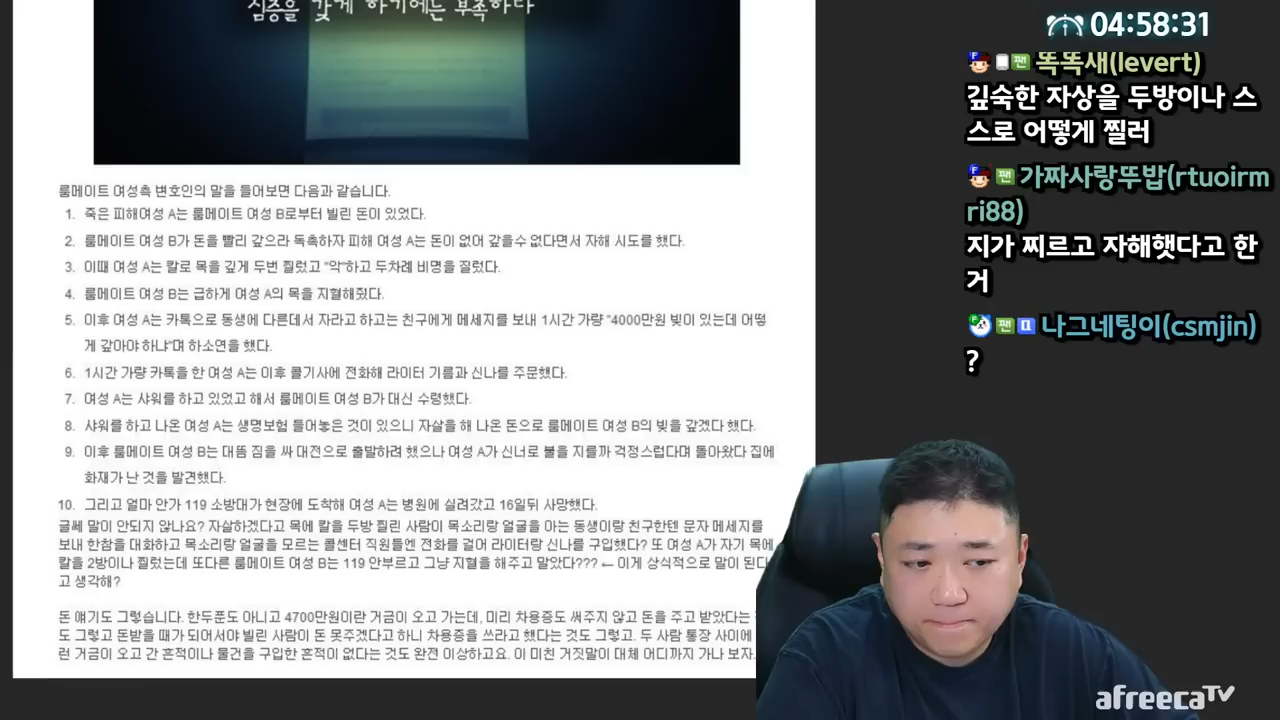 심증을 갖게 하기에는 부족하다
룸메이트 여성측 변호인의 말을 들어보면 다음과 같습니다.
1. 죽은 피해여성 A는 룸메이트 여성 B로부터 빌린 돈이 있었다.
2. 룸메이트 여성 B가 돈을 빨리 갚으라 독촉하자 피해 여성 A는 돈이 없어 갚을수 없다면서 자해 시도를 했다.
3. 이때 여성 A는 칼로 목을 깊게 두번 찔렀고 "악"하고 두차례 비명을 질렀다.
4. 룸메이트 여성 B는 급하게 여성 A의 목을 지혈해줬다.
5. 이후 여성 A는 카톡으로 동생에 다른데서 자라고 하고는 친구에게 메세지를 보내 1시간 가량 "4000만원 빚이 있는데 어떻
게 갚아야 하냐"며 하소연을 했다.
6. 1시간 가량 카톡을 한 여성 A는 이후 콜기사에 전화해 라이터 기름과 신나를 주문했다.
7. 여성 A는 샤워를 하고 있었고 해서 룸메이트 여성 B가 대신 수령했다.
8. 샤워를 하고 나온 여성 A는 생명보험 들어놓은 것이 있으니 자살을 해 나온 돈으로 룸메이트 여성 B의 빚을 갚겠다 했다.
9. 이후 룸메이트 여성 B는 대뜸 짐을 싸 대전으로 출발하려 했으나 여성 A가 신너로 불을 지를까 걱정스럽다며 돌아왔다 집에
화재가 난 것을 발견했다.
10. 그리고 얼마 안가 119 소방대가 현장에 도착해 여성 A는 병원에 실려갔고 16일뒤 사망했다.
글쎄 말이 안되지 않나요? 자살하겠다고 목에 칼을 두방 찔린 사람이 목소리랑 얼굴을 아는 동생이랑 친구한텐 문자 메세지를
보내 한참을 대화하고 목소리랑 얼굴을 모르는 콜센터 직원들엔 전화를 걸어 라이터랑 신나를 구입했다? 또 여성 A가 자기 목에
칼을 2방이나 찔렀는데 또다른 룸메이트 여성 B는 119 안부르고 그냥 지혈을 해주고 말았다??? ← 이게 상식적으로 말이 된다
고 생각해?
돈 얘기도 그렇습니다. 한두푼도 아니고 4700만원이란 거금이 오고 가는데, 미리 차용증도 써주지 않고 돈을 주고 받았다는
도 그렇고 돈받을 때가 되어서야 빌린 사람이 돈 못주겠다고 하니 차용증을 쓰라고 했다는 것도 그렇고. 두 사람 통장 사이에
런 거금이 오고 간 흔적이나 물건을 구입한 흔적이 없다는 것도 완전 이상하고요. 이 미친 거짓말이 대체 어디까지 가나 보자.
04:58:31
팬 똑똑새(levert)
깊숙한 자상을 두방이나 스
스로 어떻게 찔러
팬 가짜사랑뚜밥(rtuoirm
ri88)
지가 찌르고 자해햇다고 한
거
팬 나그네팅이(csmjin)
?
afreecaTV